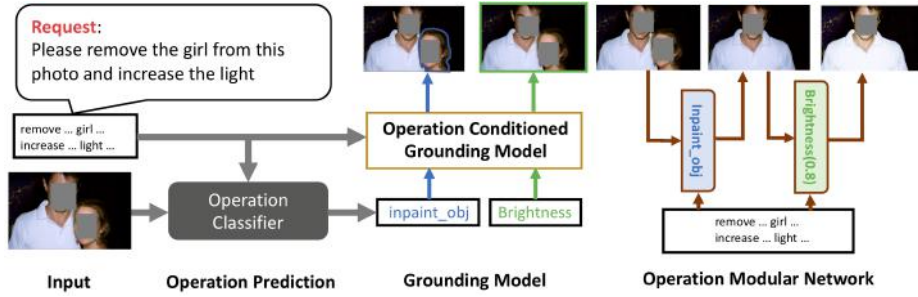 Request:
Please remove the girl from this
photo and increase the light
remove ... girl ...
increase ... light ...
Operation
Classifier
Operation Conditioned
Grounding Model
inpaint_obj
Brightness
Inpaint_obj
Brightness(0.8)
remove ... girl ...
increase ... light ...
Input
Operation Prediction
Grounding Model
Operation Modular Network